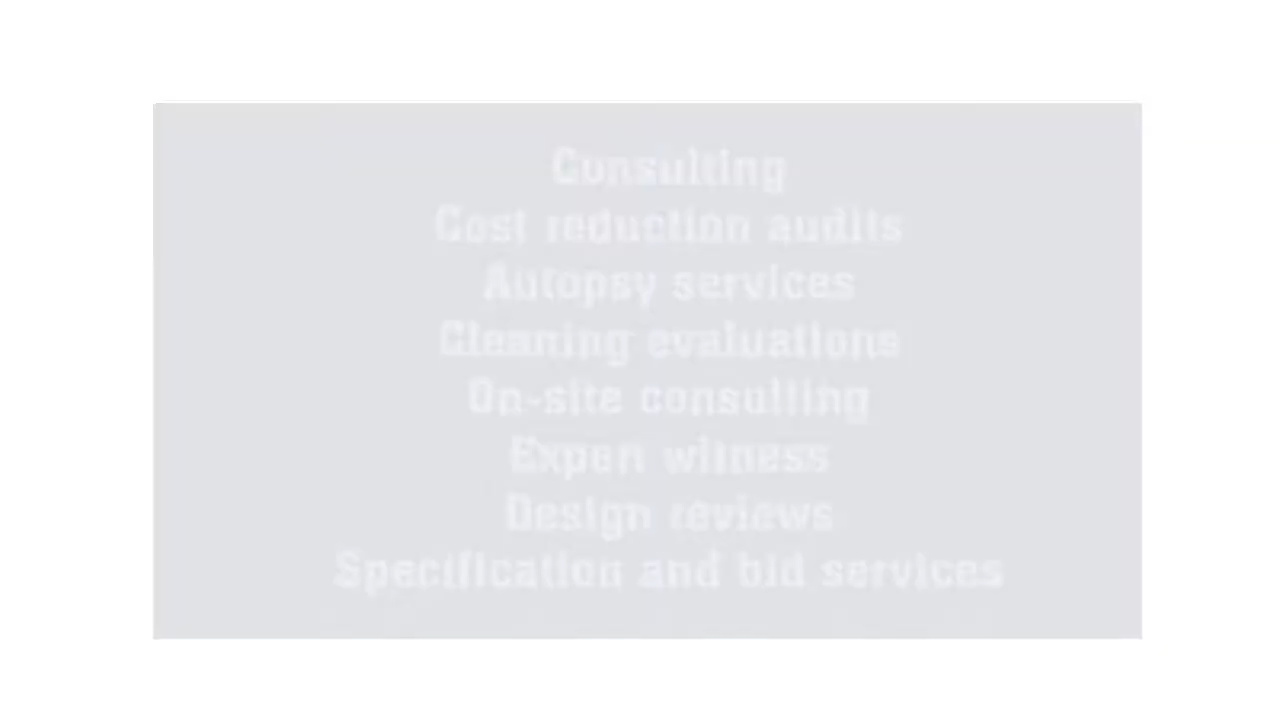 Consulting
Cost reduction audits
Autopsy services
Cleaning evaluations
On-site consulting
Expert witness
Design reviews
Specification and bid services